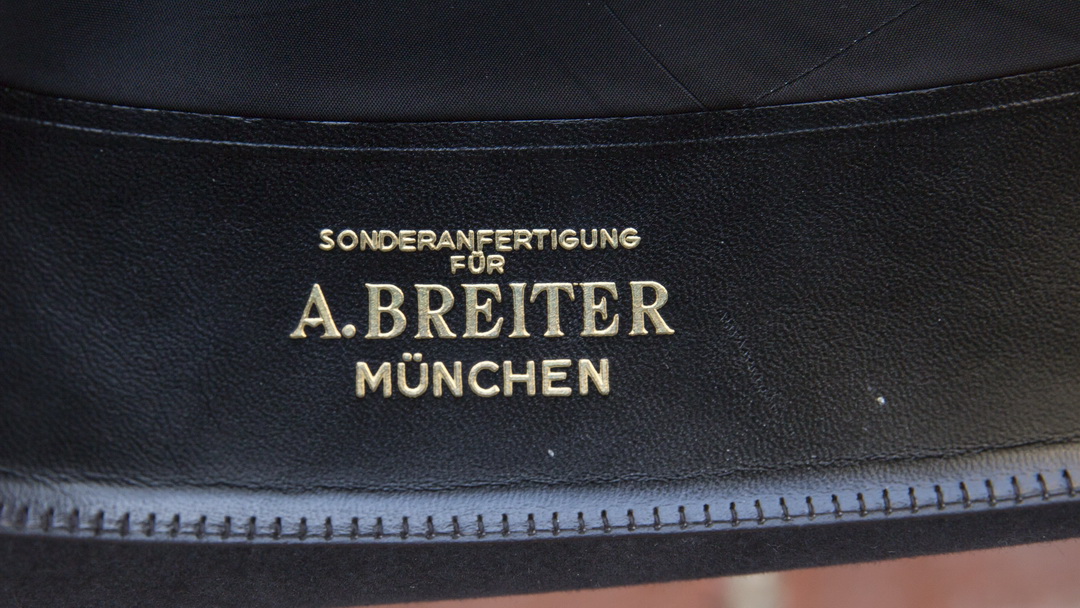 SONDERANFERTIGUNG
FÜR
A. BREITER
MÜNCHEN